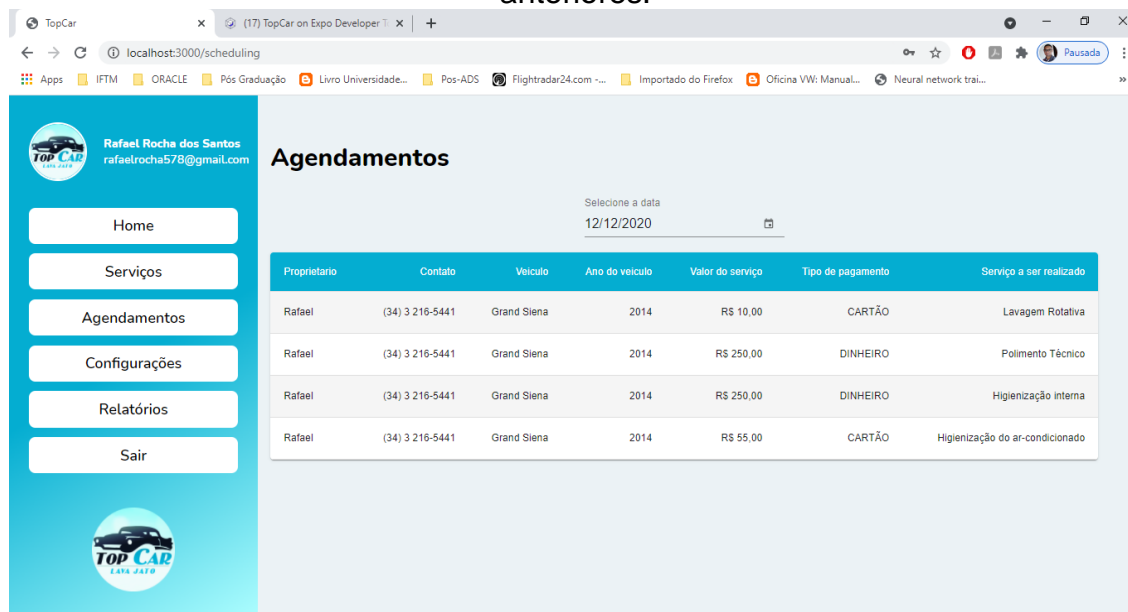 anteriores.
TopCar
(17) TopCar on Expo Developer T
localhost:3000/scheduling
Pausada
Apps IFTM ORACLE Pós Graduação Livro Universidade... Pos-ADS Flightradar24.com -... Importado do Firefox Oficina VW: Manual... Neural network trai... »
TOP CAR
LAVA JATO
Rafael Rocha dos Santos
rafaelrocha578@gmail.com
Home
Serviços
Agendamentos
Configurações
Relatórios
Sair
TOP CAR
LAVA JATO
Agendamentos
Selecione a data
12/12/2020
Proprietario Contato Veiculo Ano do veiculo Valor do serviço Tipo de pagamento Serviço a ser realizado
Rafael (34) 3 216-5441 Grand Siena 2014 R$ 10,00 CARTÃO Lavagem Rotativa
Rafael (34) 3 216-5441 Grand Siena 2014 R$ 250,00 DINHEIRO Polimento Técnico
Rafael (34) 3 216-5441 Grand Siena 2014 R$ 250,00 DINHEIRO Higienização interna
Rafael (34) 3 216-5441 Grand Siena 2014 R$ 55,00 CARTÃO Higienização do ar-condicionado